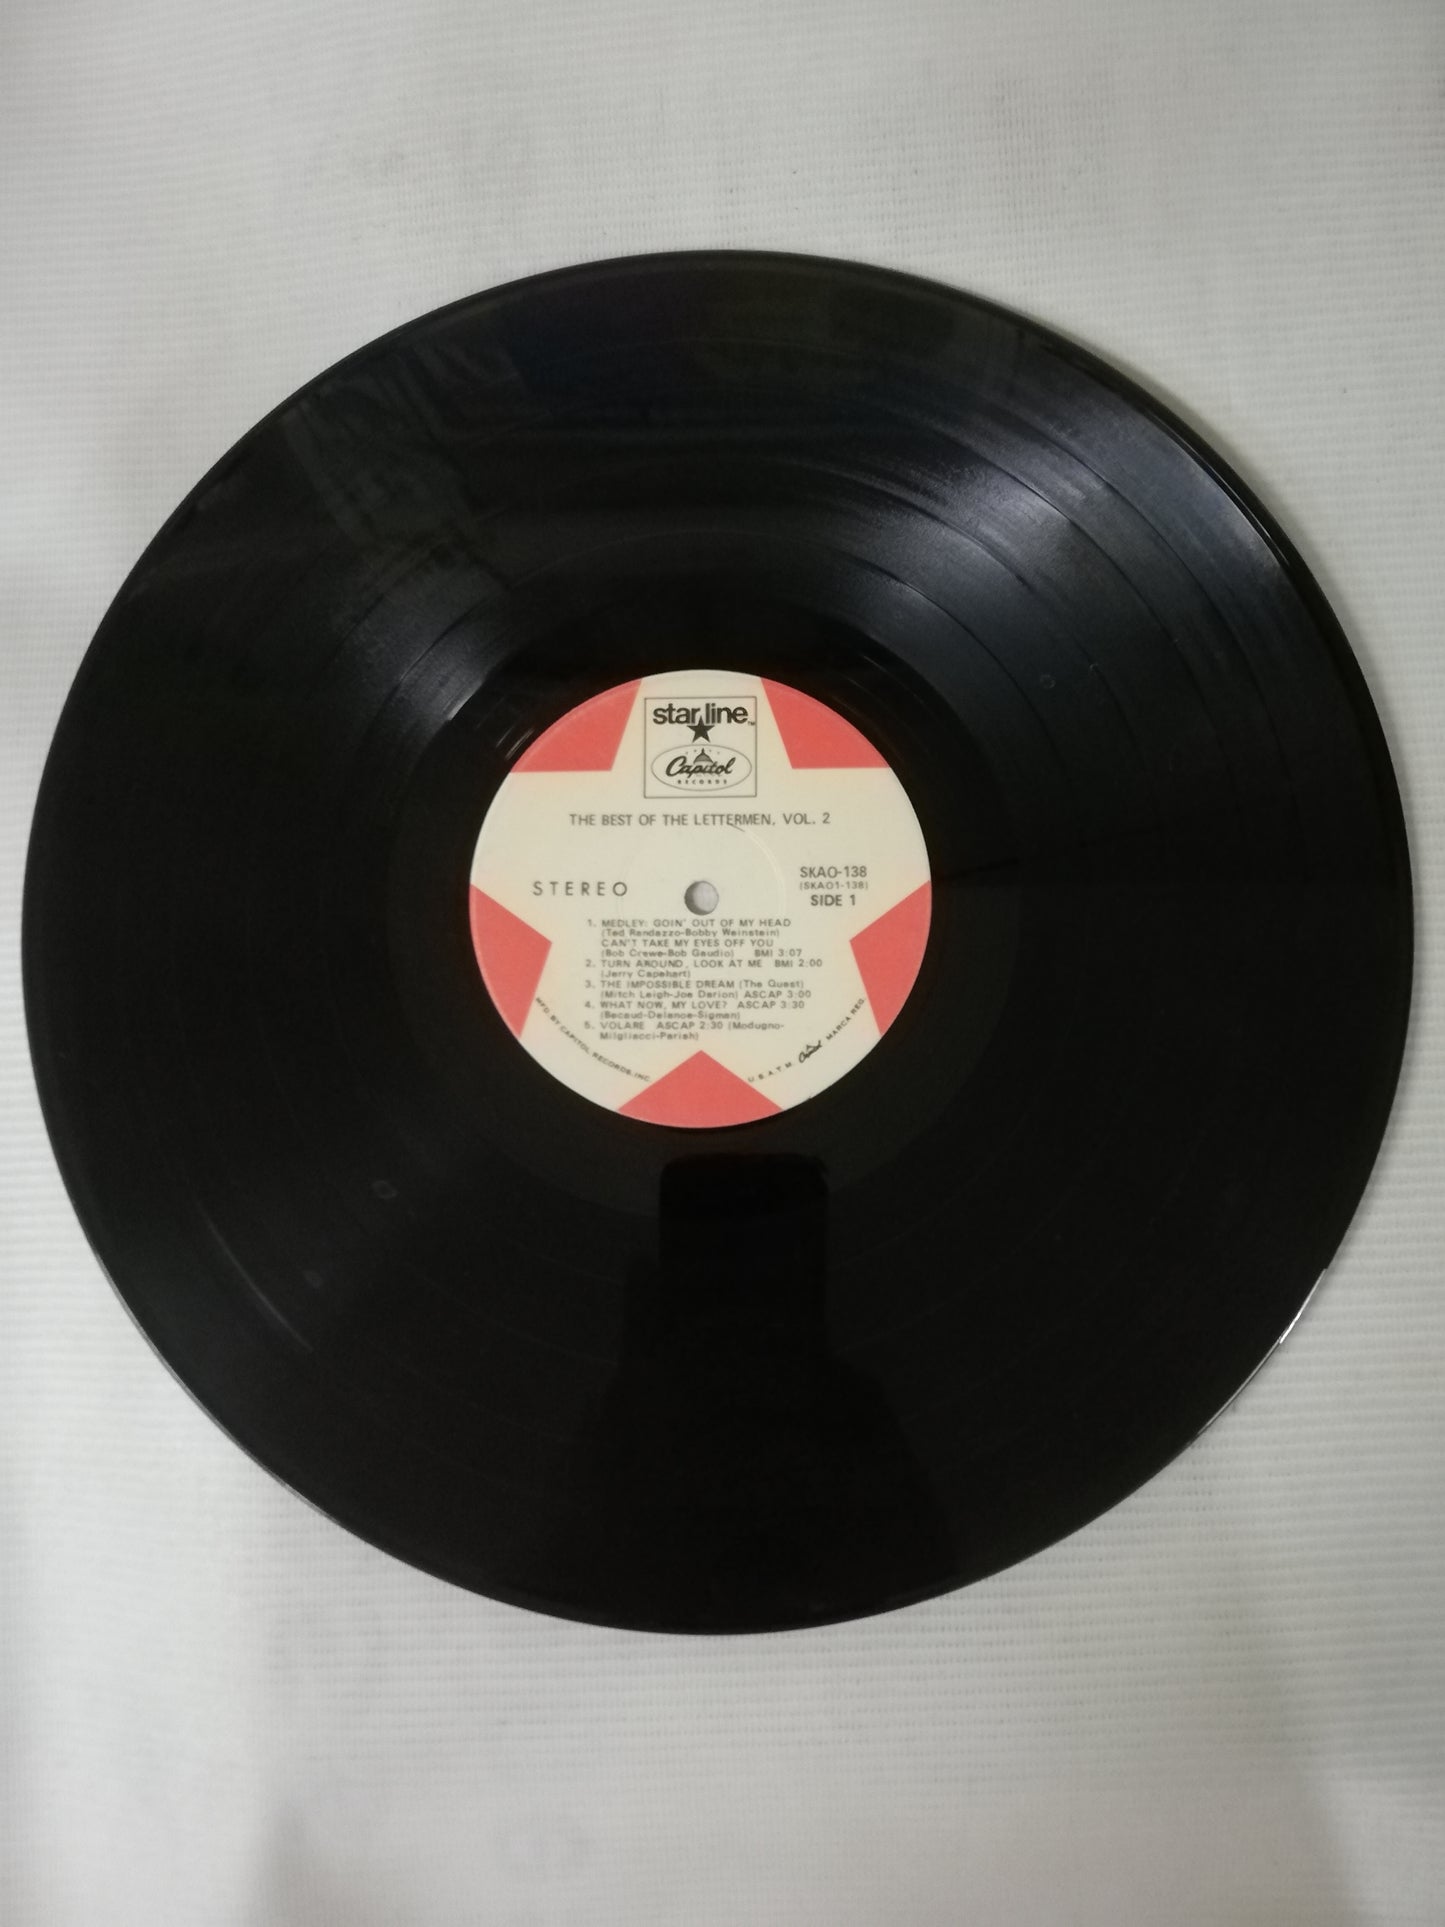 starline™
Capitol
RECORDS
THE BEST OF THE LETTERMEN, VOL. 2
STEREO
SKAO-138
(SKAO1-138)
SIDE 1
1. MEDLEY: GOIN' OUT OF MY HEAD
(Ted Randazzo-Bobby Weinstein)
CAN'T TAKE MY EYES OFF YOU
(Bob Crewe-Bob Gaudio) BMI 3:07
2. TURN AROUND, LOOK AT ME BMI 2:00
(Jerry Capehart)
3. THE IMPOSSIBLE DREAM (The Quest)
(Mitch Leigh-Joe Darion) ASCAP 3:00
4. WHAT NOW, MY LOVE? ASCAP 3:30
(Becaud-Delanoe-Sigman)
5. VOLARE ASCAP 2:30 (Modugno-
Milgliacci-Parish)
MFD. BY CAPITOL RECORDS, INC.
U.S.A. T.M. Capitol MARCA REG.